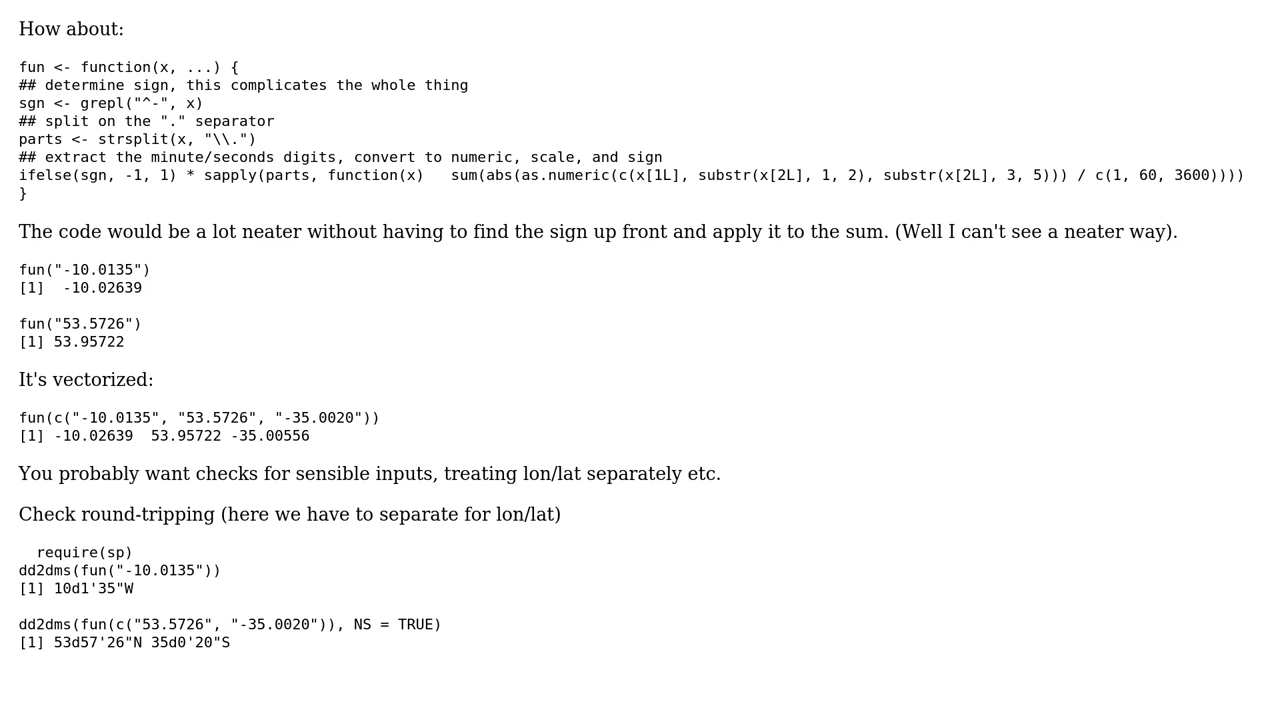 How about:
fun <- function(x, ...) {
## determine sign, this complicates the whole thing
sgn <- grepl("^-", x)
## split on the "." separator
parts <- strsplit(x, "\\.")
## extract the minute/seconds digits, convert to numeric, scale, and sign
ifelse(sgn, -1, 1) * sapply(parts, function(x)   sum(abs(as.numeric(c(x[1L], substr(x[2L], 1, 2), substr(x[2L], 3, 5))) / c(1, 60, 3600))))
}
The code would be a lot neater without having to find the sign up front and apply it to the sum. (Well I can't see a neater way).
fun("-10.0135")
[1]  -10.02639
fun("53.5726")
[1] 53.95722
It's vectorized:
fun(c("-10.0135", "53.5726", "-35.0020"))
[1] -10.02639  53.95722 -35.00556
You probably want checks for sensible inputs, treating lon/lat separately etc.
Check round-tripping (here we have to separate for lon/lat)
  require(sp)
dd2dms(fun("-10.0135"))
[1] 10d1'35"W
dd2dms(fun(c("53.5726", "-35.0020")), NS = TRUE)
[1] 53d57'26"N 35d0'20"S